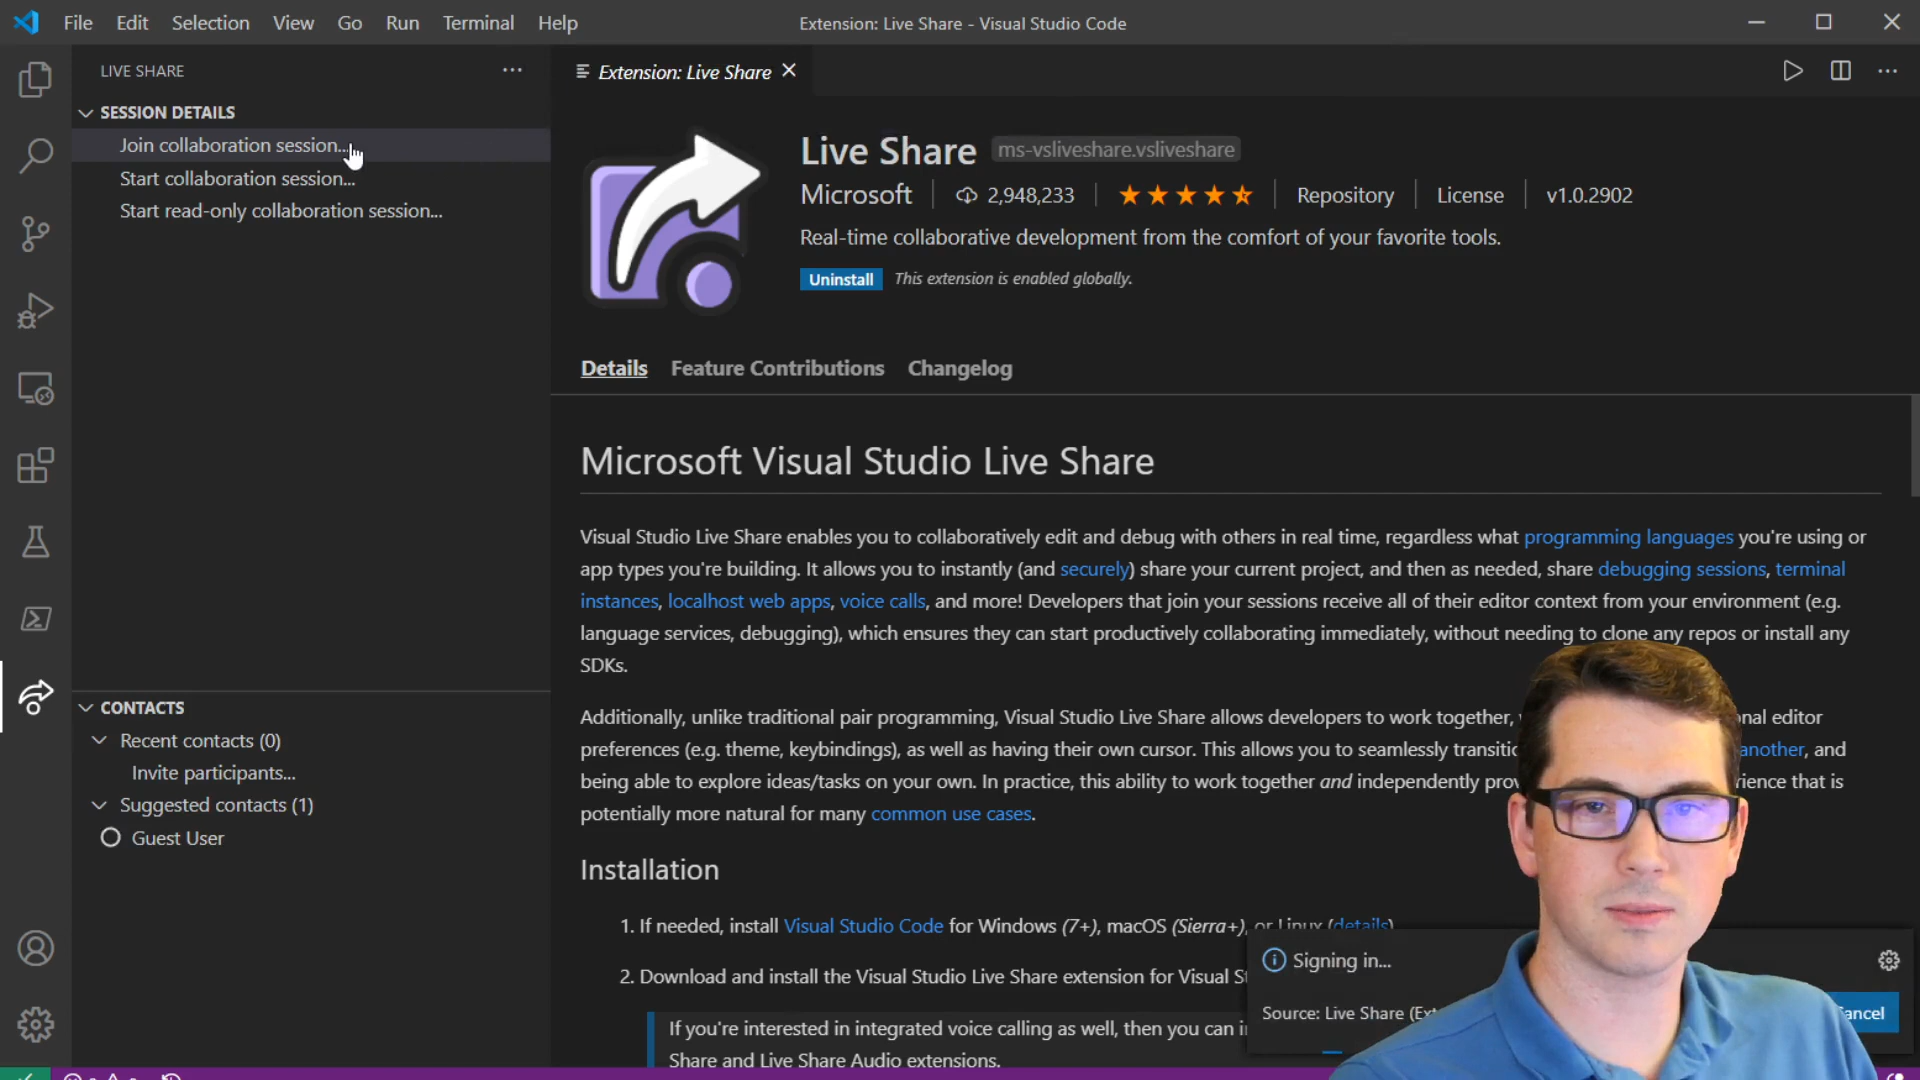 File Edit Selection View Go Run Terminal Help
Extension: Live Share - Visual Studio Code
LIVE SHARE
SESSION DETAILS
Join collaboration session...
Start collaboration session...
Start read-only collaboration session...
CONTACTS
Recent contacts (0)
Invite participants...
Suggested contacts (1)
Guest User
Extension: Live Share
Live Share ms-vsliveshare.vsliveshare
Microsoft 2,948,233 Repository License v1.0.2902
Real-time collaborative development from the comfort of your favorite tools.
Uninstall This extension is enabled globally.
Details Feature Contributions Changelog
Microsoft Visual Studio Live Share
Visual Studio Live Share enables you to collaboratively edit and debug with others in real time, regardless what programming languages you're using or
app types you're building. It allows you to instantly (and securely) share your current project, and then as needed, share debugging sessions, terminal
instances, localhost web apps, voice calls, and more! Developers that join your sessions receive all of their editor context from your environment (e.g.
language services, debugging), which ensures they can start productively collaborating immediately, without needing to clone any repos or install any
SDKs.
Additionally, unlike traditional pair programming, Visual Studio Live Share allows developers to work together, editor
preferences (e.g. theme, keybindings), as well as having their own cursor. This allows you to seamlessly another, and
being able to explore ideas/tasks on your own. In practice, this ability to work together and independently that is
potentially more natural for many common use cases.
Installation
1. If needed, install Visual Studio Code for Windows (7+), macOS (Sierra+), or Linux (details)
2. Download and install the Visual Studio Live Share extension for Visual
If you're interested in integrated voice calling as well, then you can
Share and Live Share Audio extensions.
Signing in...
Source: Live Share